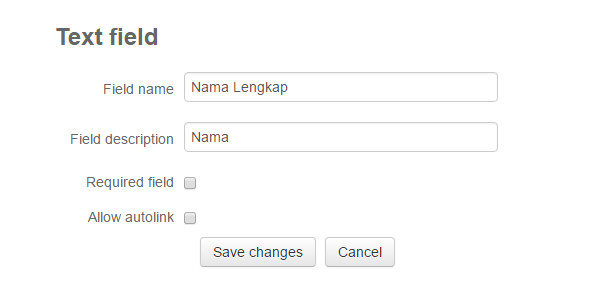 Text field
Field name Nama Lengkap
Field description Nama
Required field
Allow autolink
Save changes Cancel